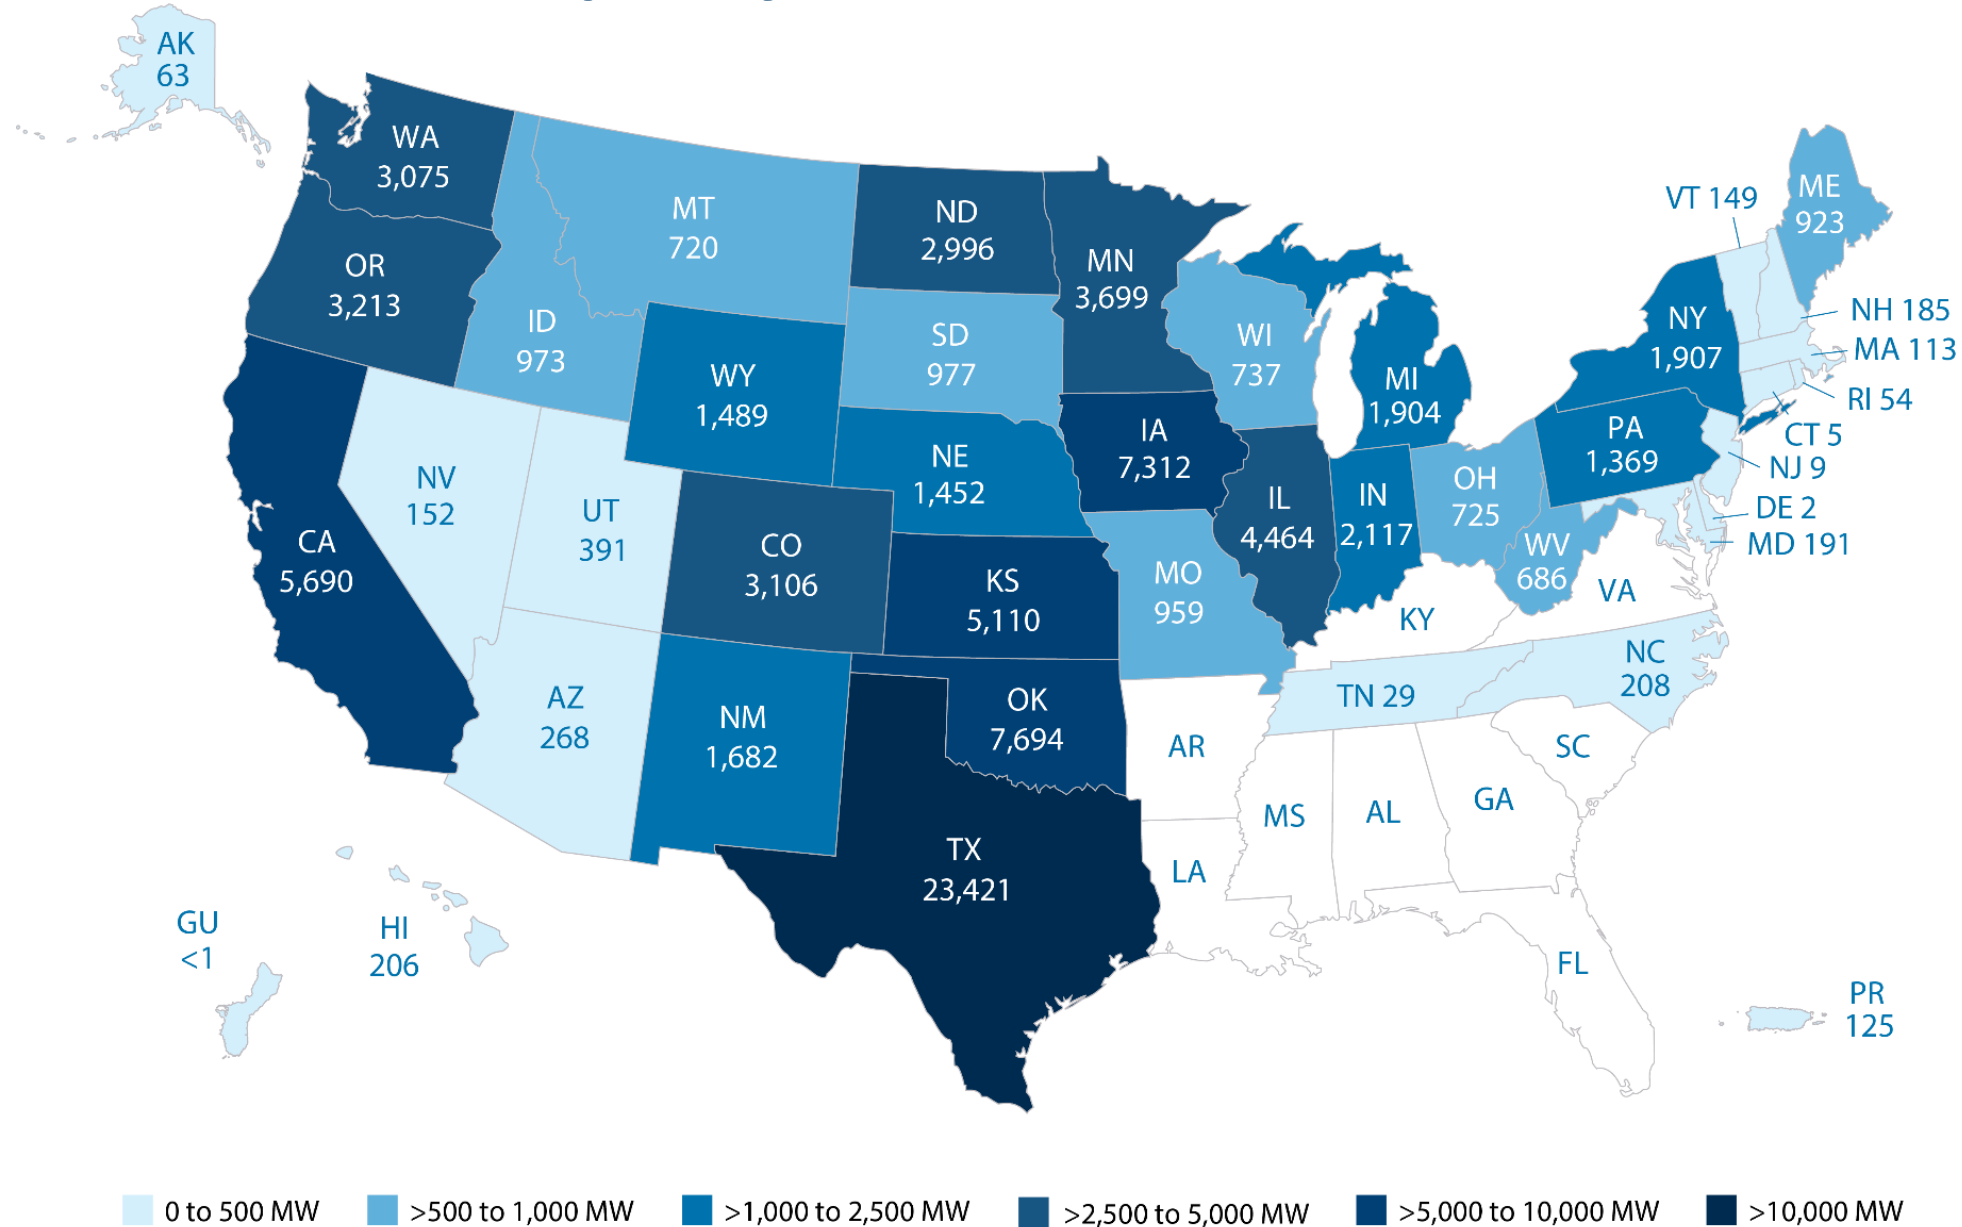 AK
63
WA
3,075
MT
720
ND
2,996
MN
3,699
VT 149
ME
923
OR
3,213
ID
973
SD
977
WI
737
NY
1,907
NH 185
MA 113
RI 54
WY
1,489
MI
1,904
IA
7,312
PA
1,369
CT 5
NJ 9
NE
1,452
NV
152
UT
391
IL
4,464
IN
2,117
OH
725
DE 2
MD 191
CA
5,690
CO
3,106
KS
5,110
MO
959
WV
686
VA
KY
NC
208
AZ
268
NM
1,682
OK
7,694
TN 29
AR
SC
MS
AL
GA
TX
23,421
LA
GU
<1
HI
206
FL
PR
125
0 to 500 MW
>500 to 1,000 MW
>1,000 to 2,500 MW
>2,500 to 5,000 MW
>5,000 to 10,000 MW
>10,000 MW